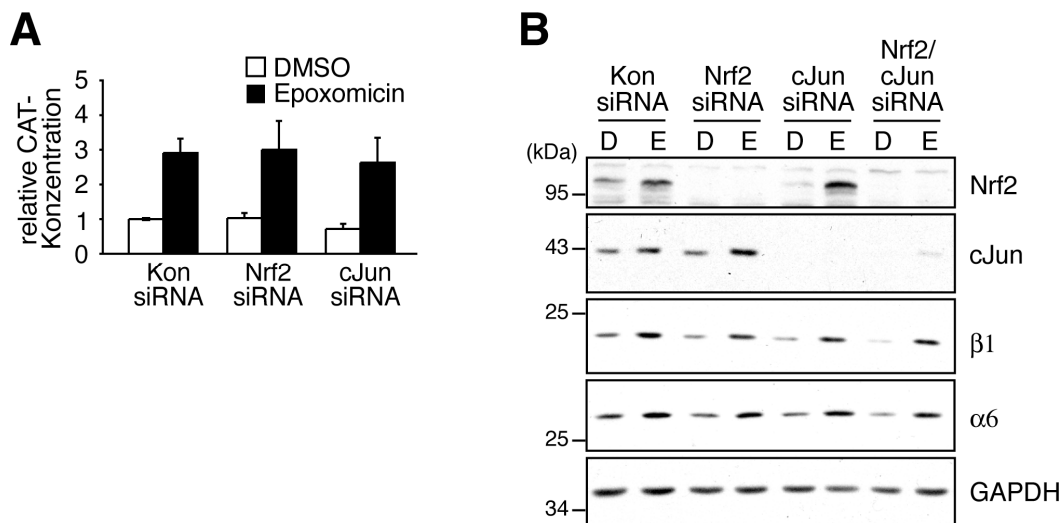 A
DMSO
Epoxomicin
relative CAT-
Konzentration
5
4
3
2
1
0
Kon
siRNA
Nrf2
siRNA
cJun
siRNA
B
Kon
siRNA
Nrf2
siRNA
cJun
siRNA
Nrf2/
cJun
siRNA
D E D E D E D E
(kDa)
95
Nrf2
43
cJun
25
β1
α6
25
GAPDH
34